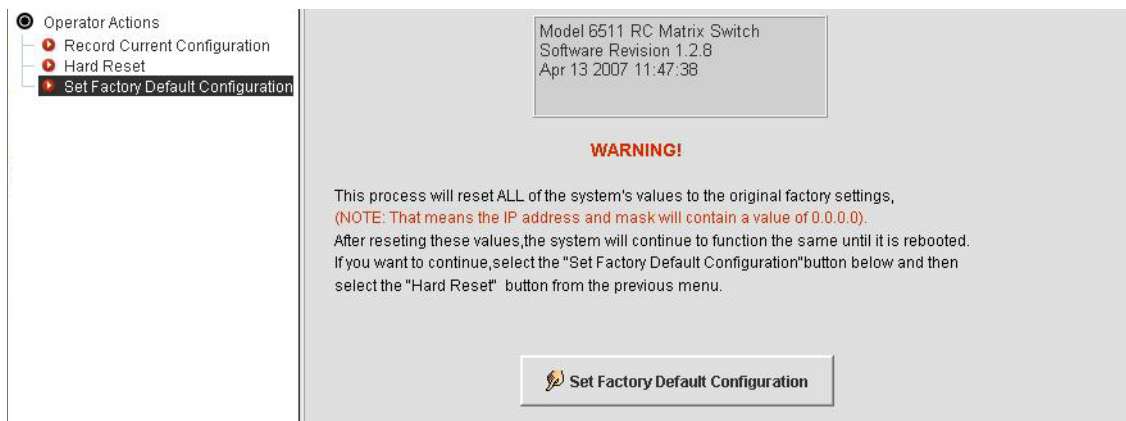 Operator Actions
Record Current Configuration
Hard Reset
Set Factory Default Configuration
Model 6511 RC Matrix Switch
Software Revision 1.2.8
Apr 13 2007 11:47:38
WARNING!
This process will reset ALL of the system's values to the original factory settings,
(NOTE: That means the IP address and mask will contain a value of 0.0.0.0).
After reseting these values,the system will continue to function the same until it is rebooted.
If you want to continue,select the "Set Factory Default Configuration"button below and then
select the "Hard Reset" button from the previous menu.
Set Factory Default Configuration